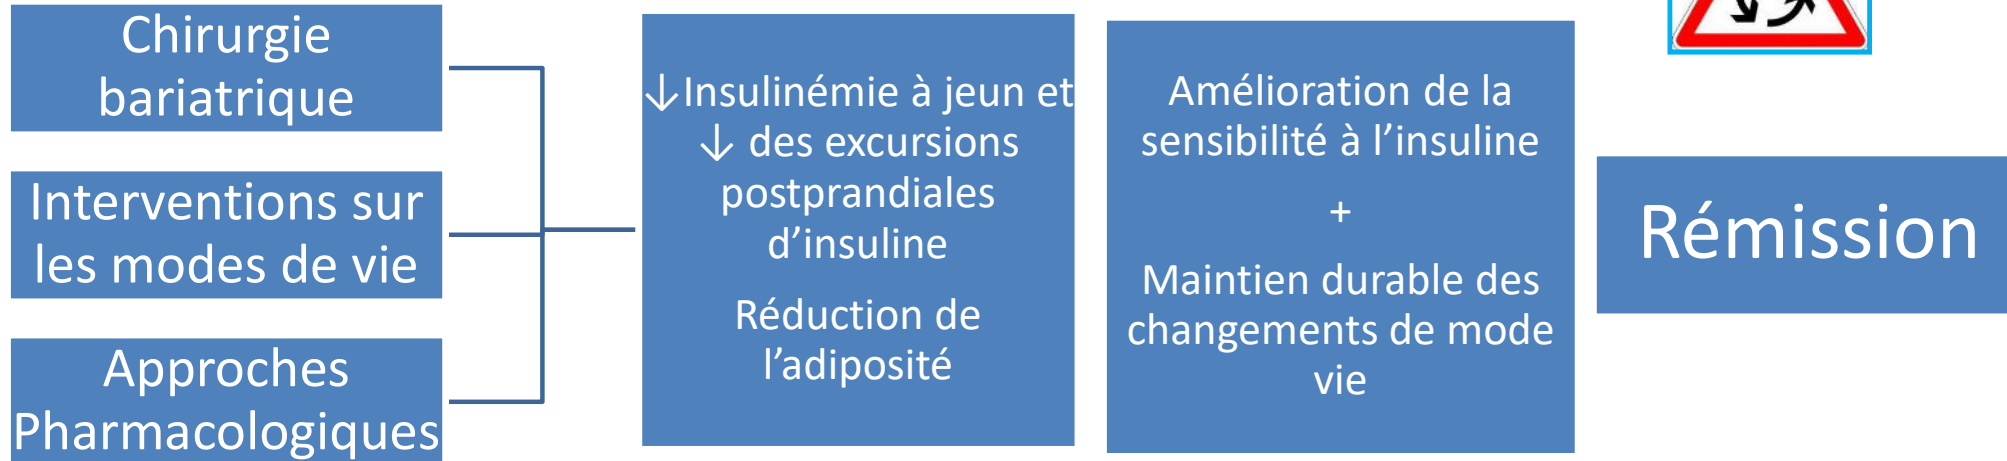 Chirurgie
bariatrique
Interventions sur
les modes de vie
Approches
Pharmacologiques
↓Insulinémie à jeun et
↓ des excursions
postprandiales
d’insuline
Réduction de
l’adiposité
Amélioration de la
sensibilité à l’insuline
+
Maintien durable des
changements de mode
vie
Rémission